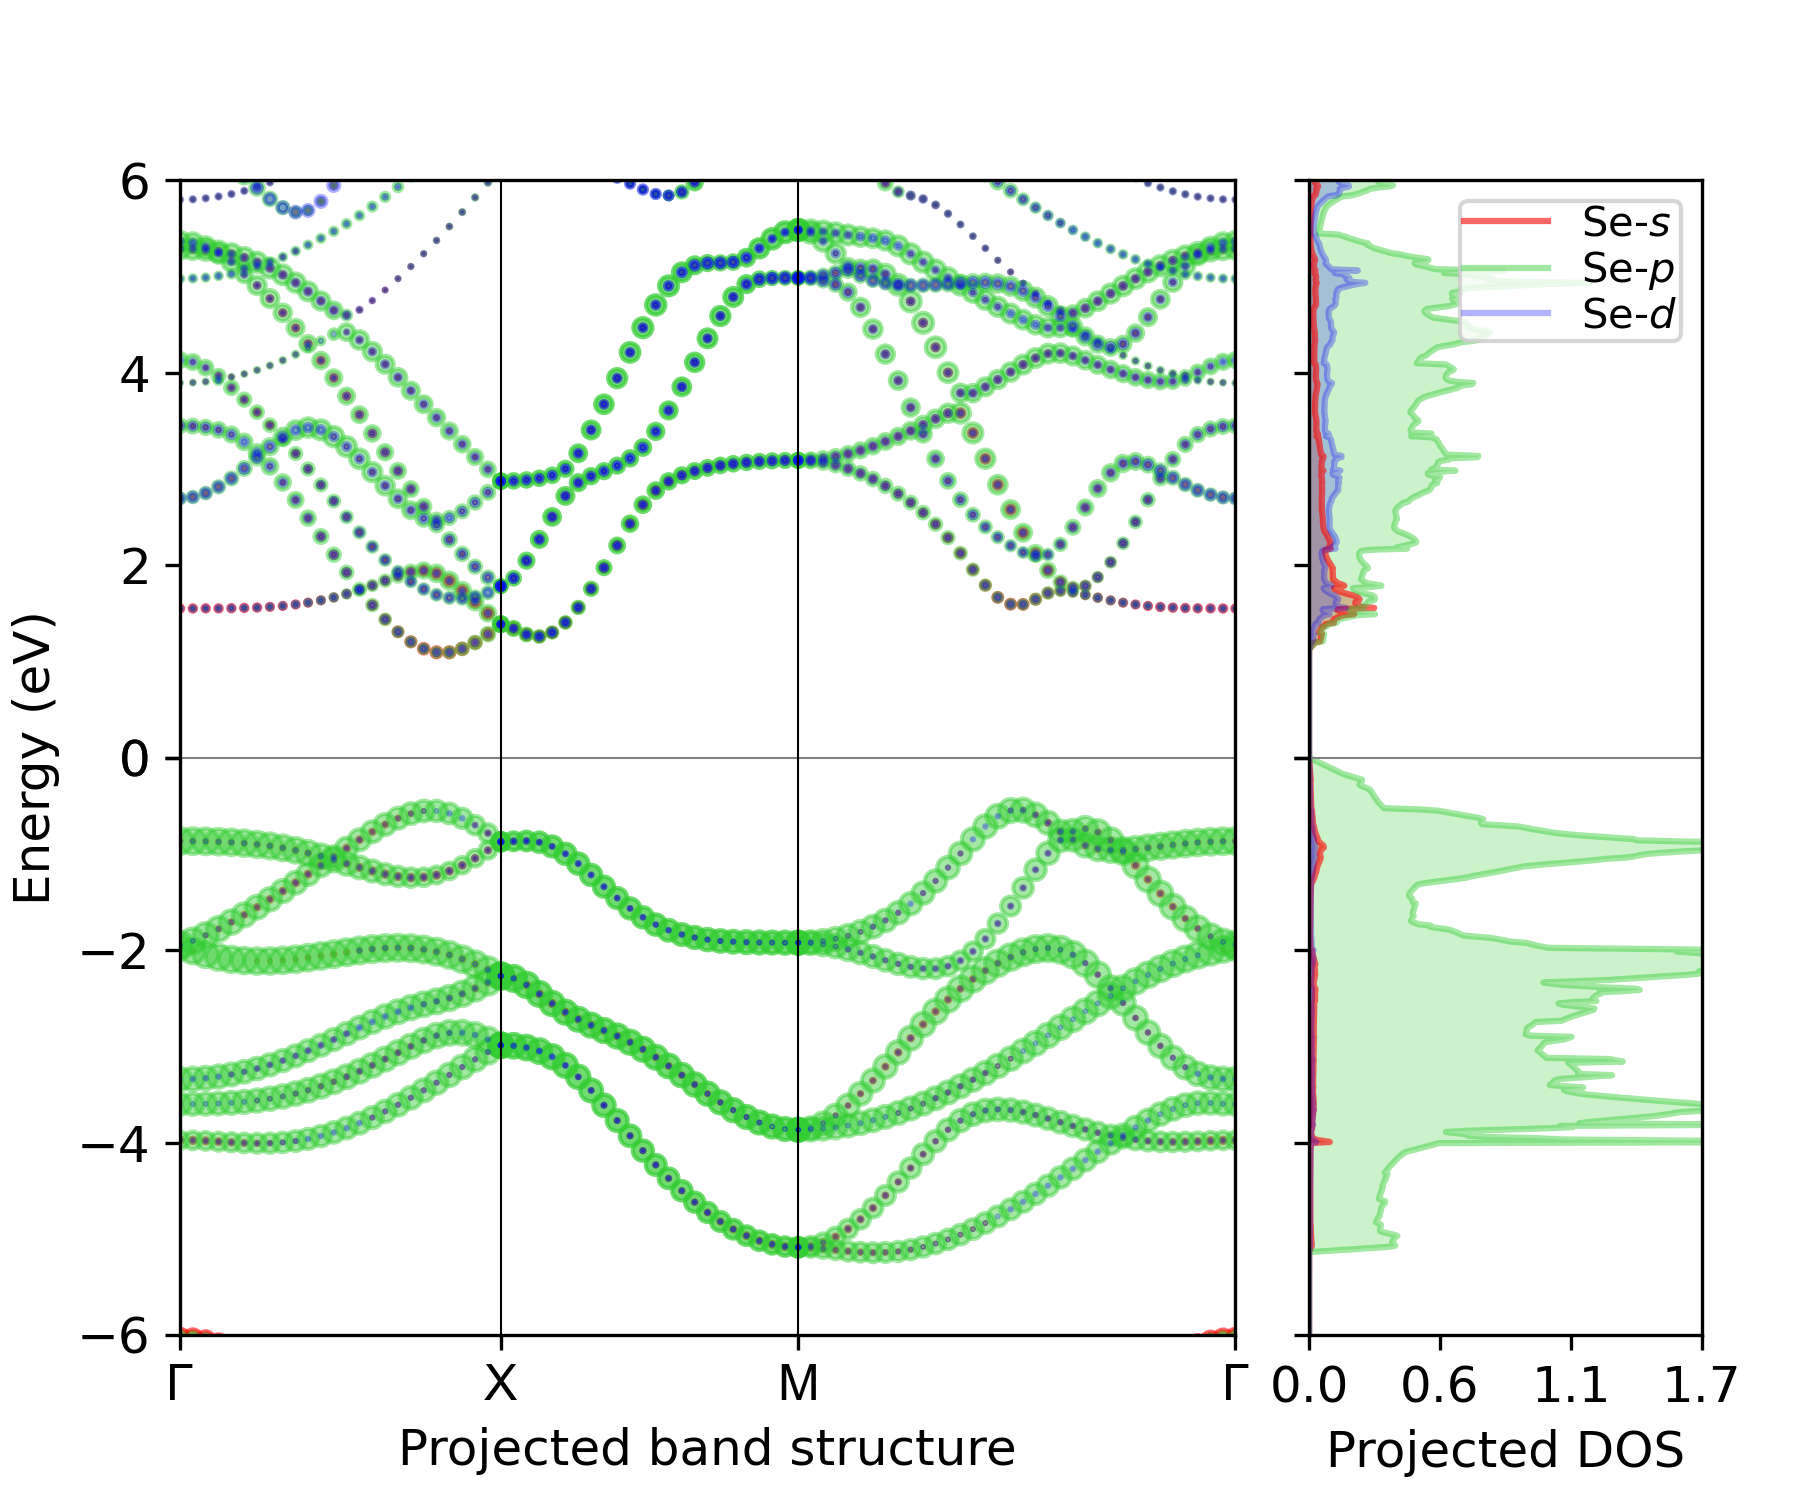 6
4
2
0
−2
−4
−6
Energy (eV)
Γ
X
M
Γ
Projected band structure
Se-s
Se-p
Se-d
0.0
0.6
1.1
1.7
Projected DOS